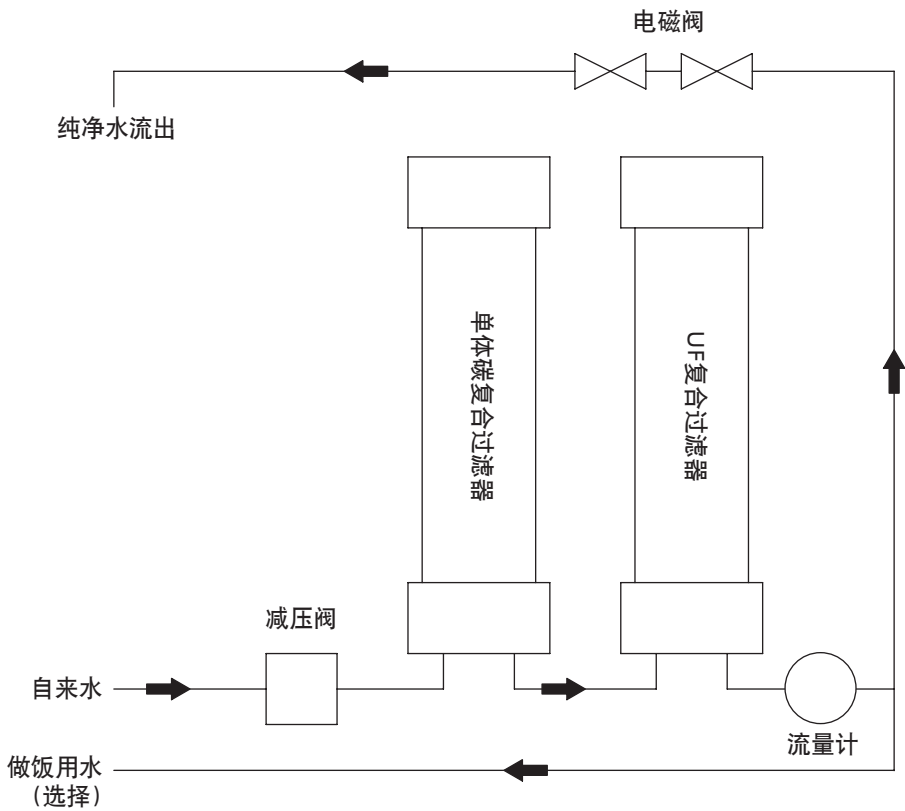 电磁阀
纯净水流出
单体碳复合过滤器
UF复合过滤器
减压阀
自来水
流量计
做饭用水
(选择)